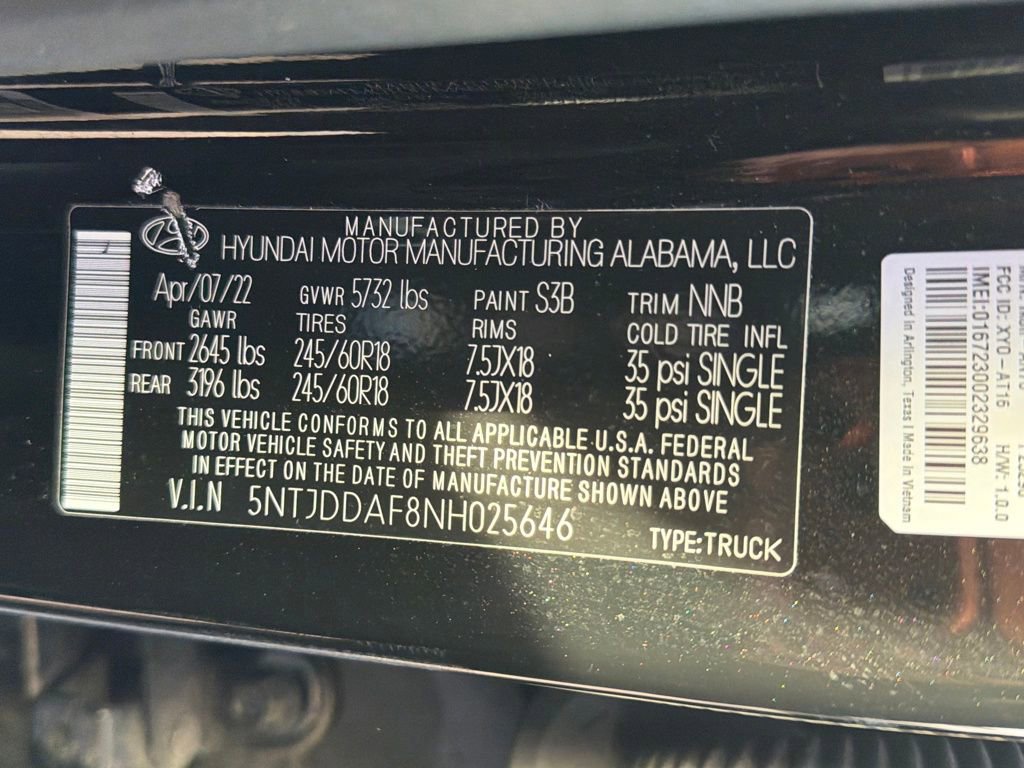 MANUFACTURED BY
HYUNDAI MOTOR MANUFACTURING ALABAMA, LLC
Apr/07/22 GVWR 5732 lbs PAINT S3B TRIM NNB
GAWR TIRES RIMS COLD TIRE INFL
FRONT 2645 lbs 245/60R18 7.5JX18 35 psi SINGLE
REAR 3196 lbs 245/60R18 7.5JX18 35 psi SINGLE
THIS VEHICLE CONFORMS TO ALL APPLICABLE U.S.A. FEDERAL
MOTOR VEHICLE SAFETY AND THEFT PREVENTION STANDARDS
IN EFFECT ON THE DATE OF MANUFACTURE SHOWN ABOVE
V.I.N 5NTJDDAF8NH025646
TYPE:TRUCK
FCC ID: XYO-AT16 H/W: 1.0.0
IMEI:016723002329638
Designed in Arlington, Texas | Made in Vietnam